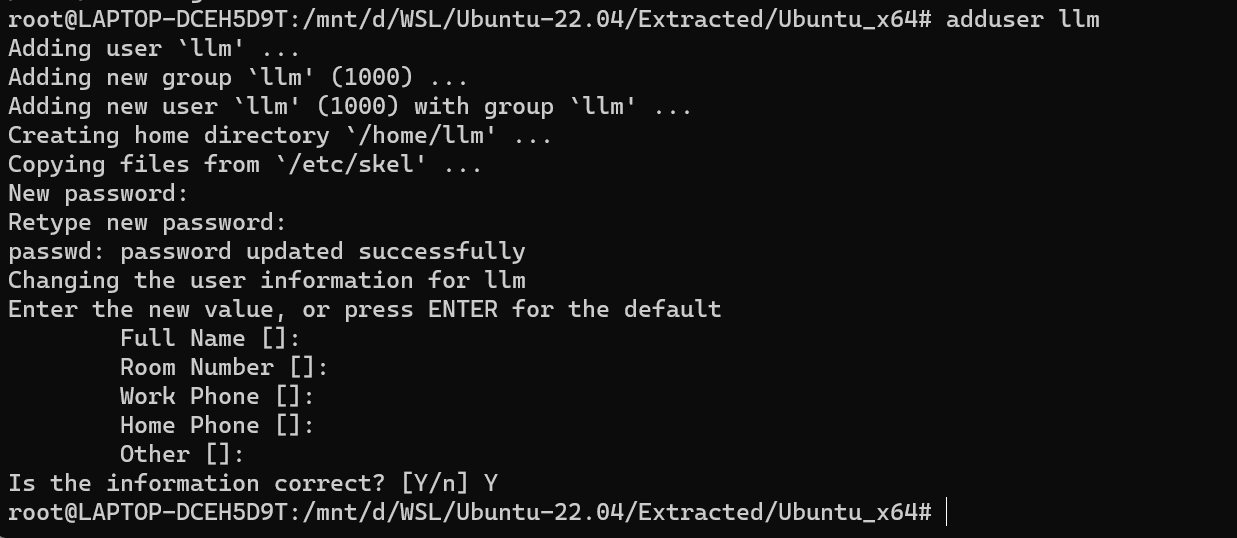 root@LAPTOP-DCEH5D9T:/mnt/d/WSL/Ubuntu-22.04/Extracted/Ubuntu_x64# adduser llm
Adding user `llm' ...
Adding new group `llm' (1000) ...
Adding new user `llm' (1000) with group `llm' ...
Creating home directory `/home/llm' ...
Copying files from `/etc/skel' ...
New password:
Retype new password:
passwd: password updated successfully
Changing the user information for llm
Enter the new value, or press ENTER for the default
        Full Name []:
        Room Number []:
        Work Phone []:
        Home Phone []:
        Other []:
Is the information correct? [Y/n] Y
root@LAPTOP-DCEH5D9T:/mnt/d/WSL/Ubuntu-22.04/Extracted/Ubuntu_x64#